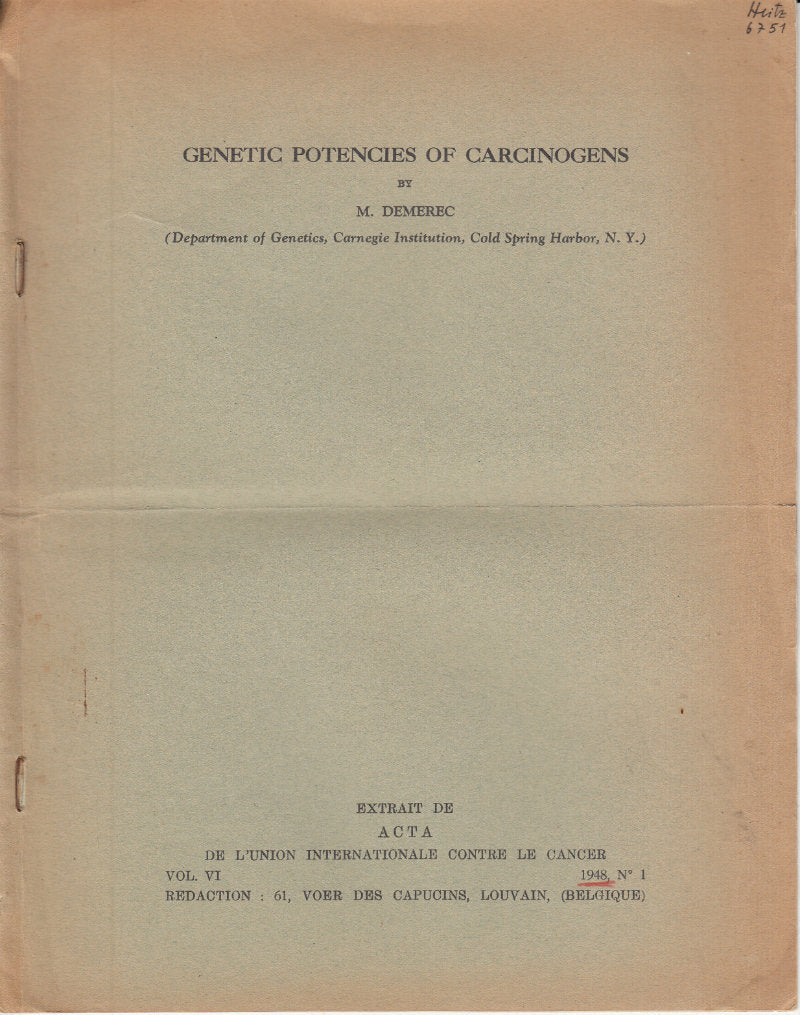 Heitz
6751
GENETIC POTENCIES OF CARCINOGENS
BY
M. DEMEREC
(Department of Genetics, Carnegie Institution, Cold Spring Harbor, N. Y.)
EXTRAIT DE
ACTA
DE L'UNION INTERNATIONALE CONTRE LE CANCER
VOL. VI 1948, N° 1
REDACTION : 61, VOER DES CAPUCINS, LOUVAIN, (BELGIQUE)